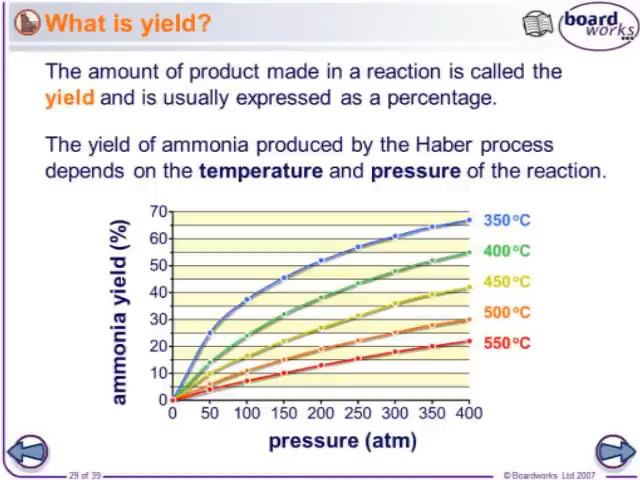 What is yield?
board
works
The amount of product made in a reaction is called the
yield and is usually expressed as a percentage.
The yield of ammonia produced by the Haber process
depends on the temperature and pressure of the reaction.
ammonia yield (%)
70
60
50
40
30
20
10
0
350°C
400°C
450°C
500°C
550°C
0 50 100 150 200 250 300 350 400
pressure (atm)
29 of 39
© Boardworks Ltd 2007